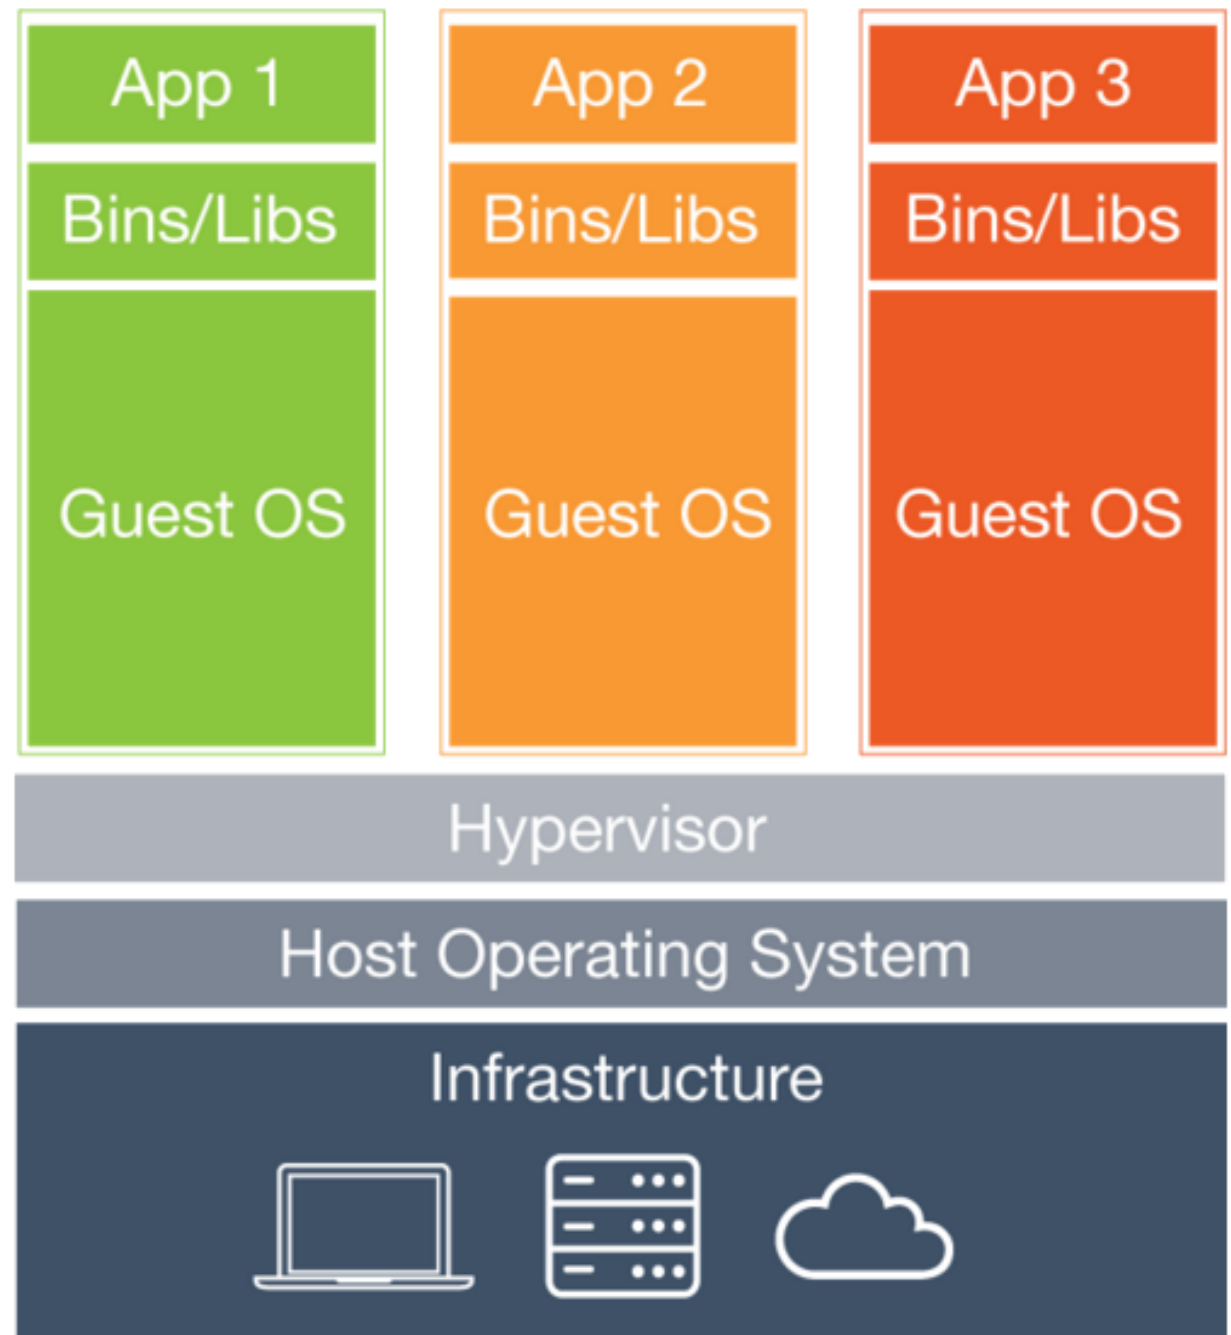 App 1
App 2
App 3
Bins/Libs
Bins/Libs
Bins/Libs
Guest OS
Guest OS
Guest OS
Hypervisor
Host Operating System
Infrastructure